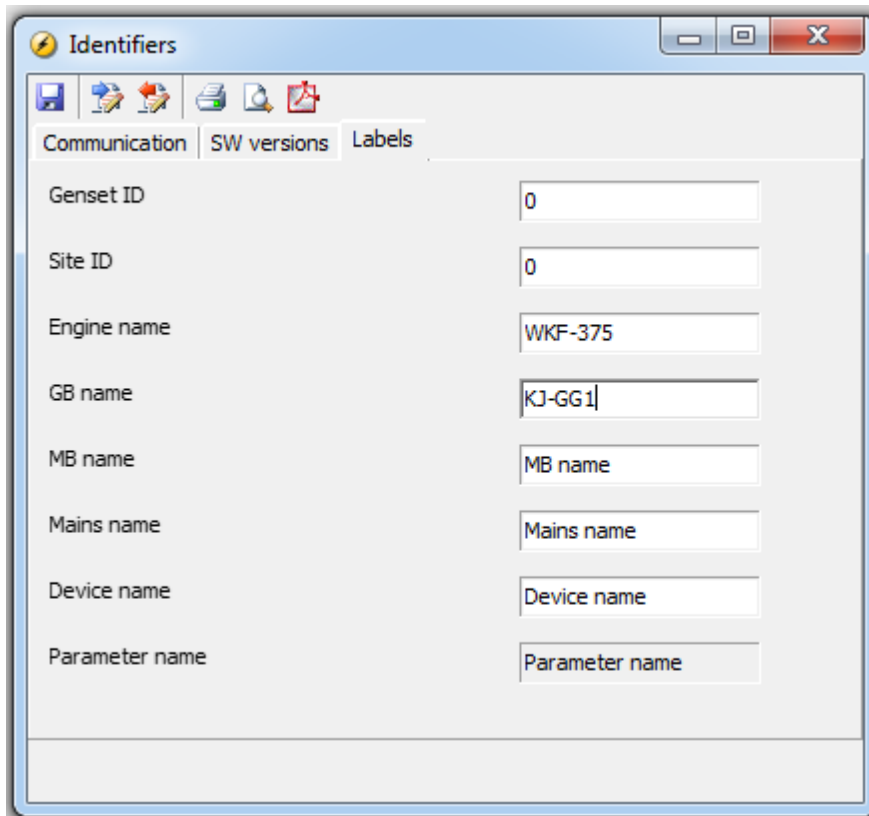 Identifiers
Communication SW versions Labels
Genset ID 0
Site ID 0
Engine name WKF-375
GB name KJ-GG1
MB name MB name
Mains name Mains name
Device name Device name
Parameter name Parameter name